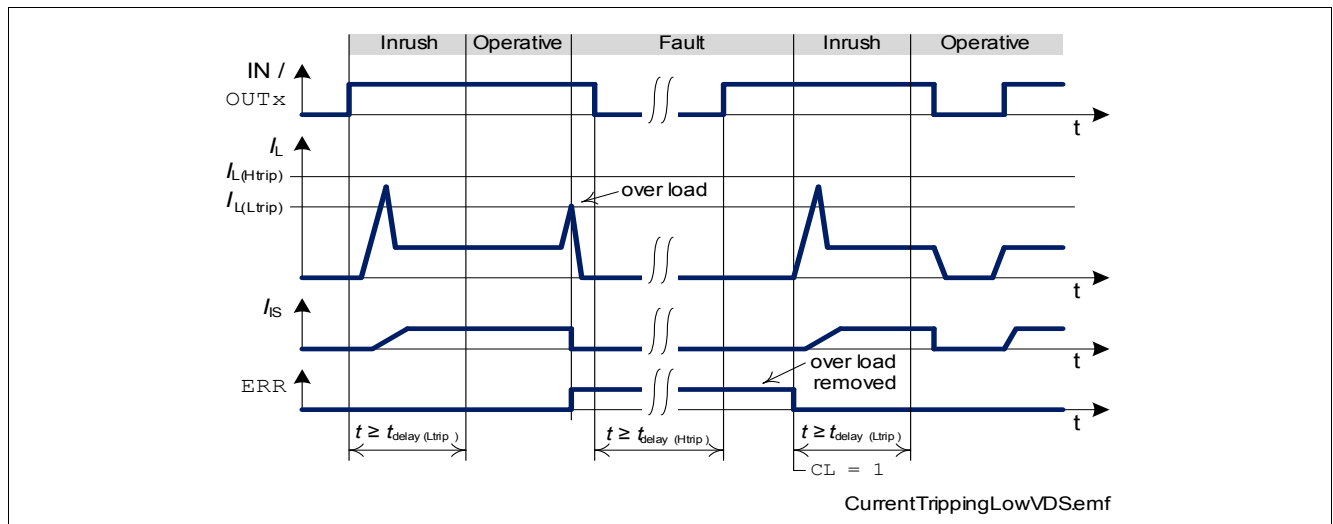 Inrush Operative Fault Inrush Operative
IN /
OUTx
t
IL
IL(Htrip)
IL(Ltrip)
over load
t
IIS
t
over load
removed
ERR
t
t ≥ tdelay (Ltrip) t ≥ tdelay (Htrip) t ≥ tdelay (Ltrip)
CL = 1
CurrentTrippingLowVDS.emf